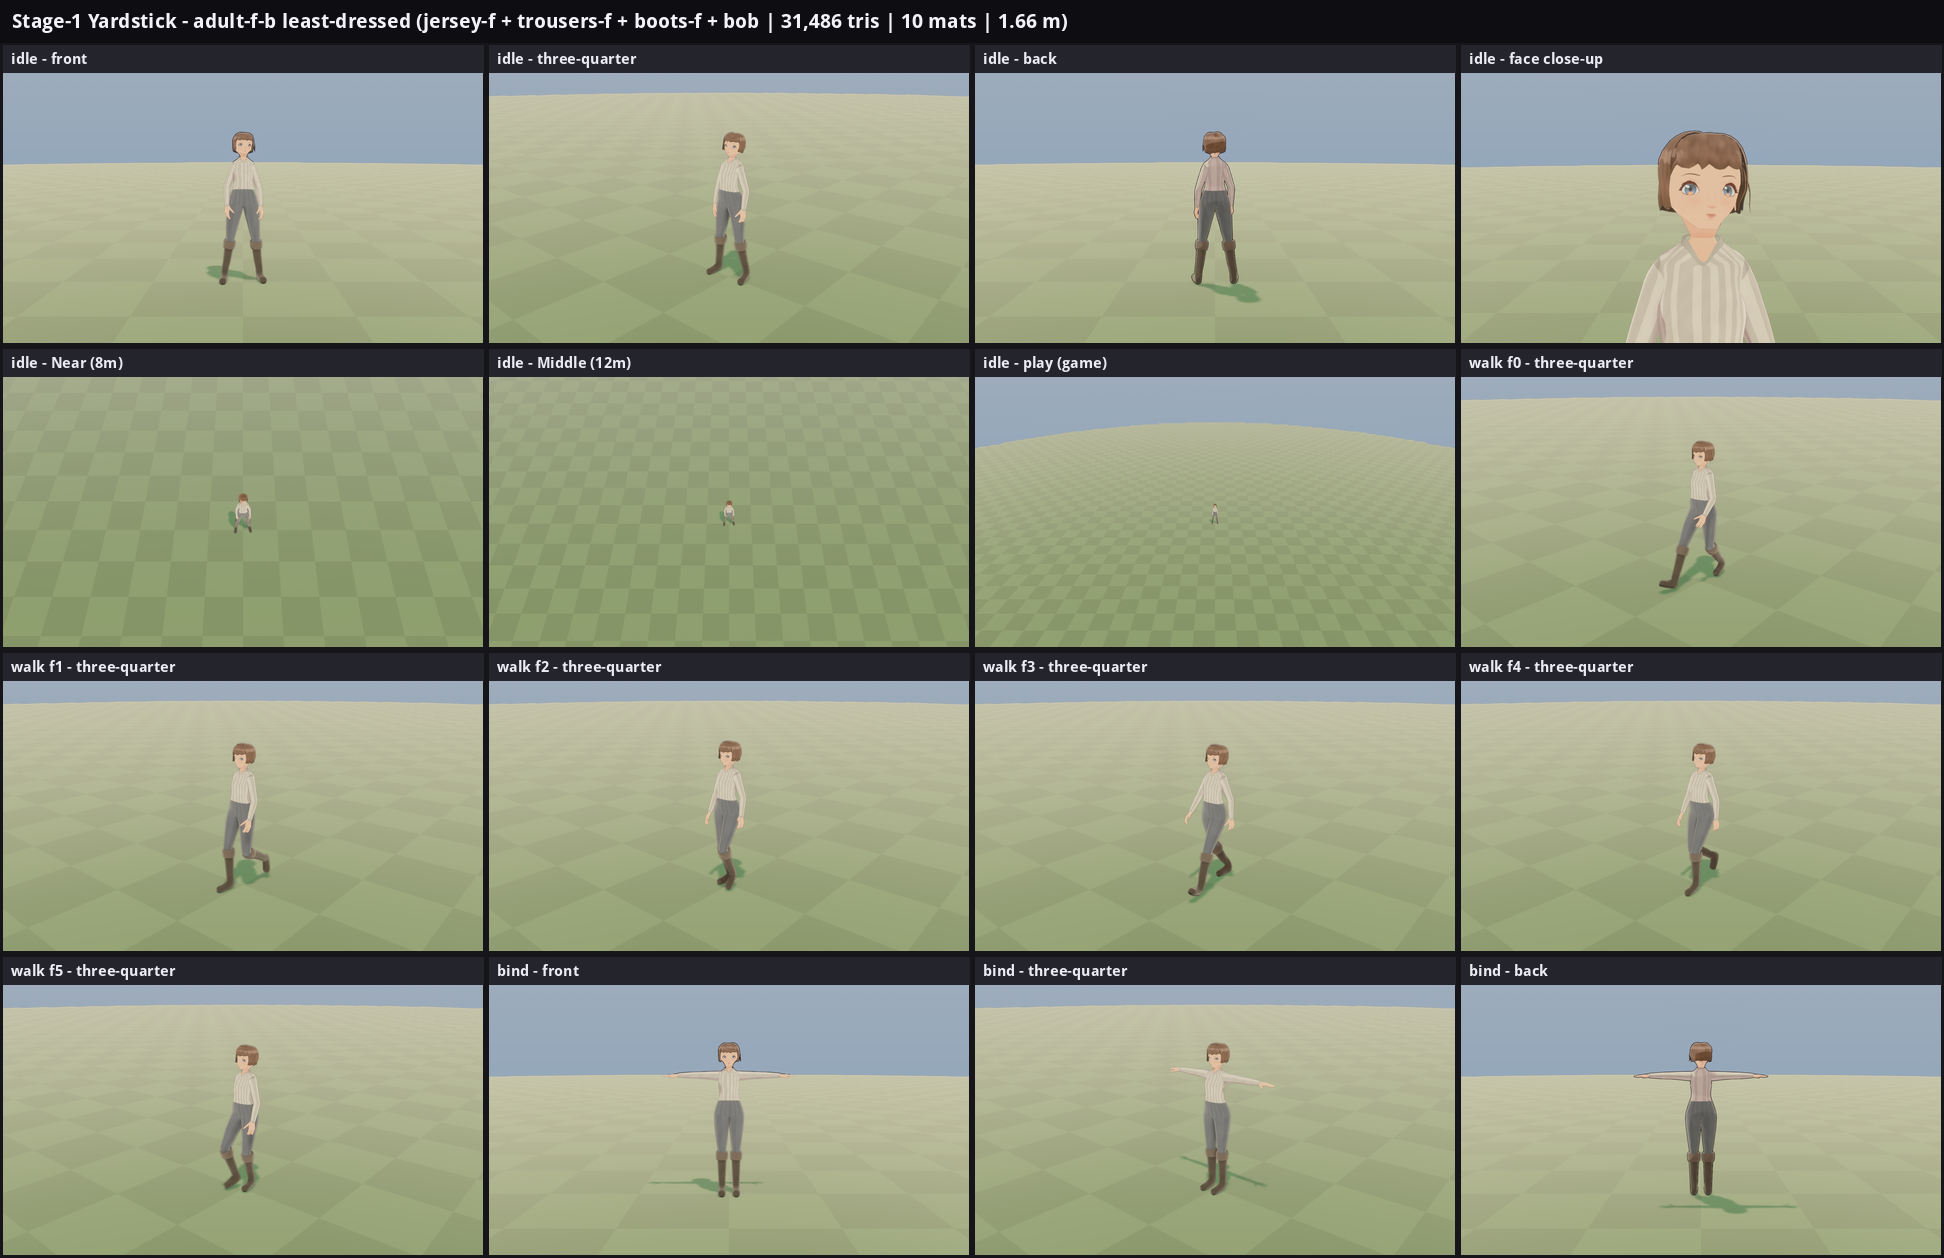 Stage-1 Yardstick - adult-f-b least-dressed (jersey-f + trousers-f + boots-f + bob | 31,486 tris | 10 mats | 1.66 m)
idle - front
idle - three-quarter
idle - back
idle - face close-up
idle - Near (8m)
idle - Middle (12m)
idle - play (game)
walk f0 - three-quarter
walk f1 - three-quarter
walk f2 - three-quarter
walk f3 - three-quarter
walk f4 - three-quarter
walk f5 - three-quarter
bind - front
bind - three-quarter
bind - back